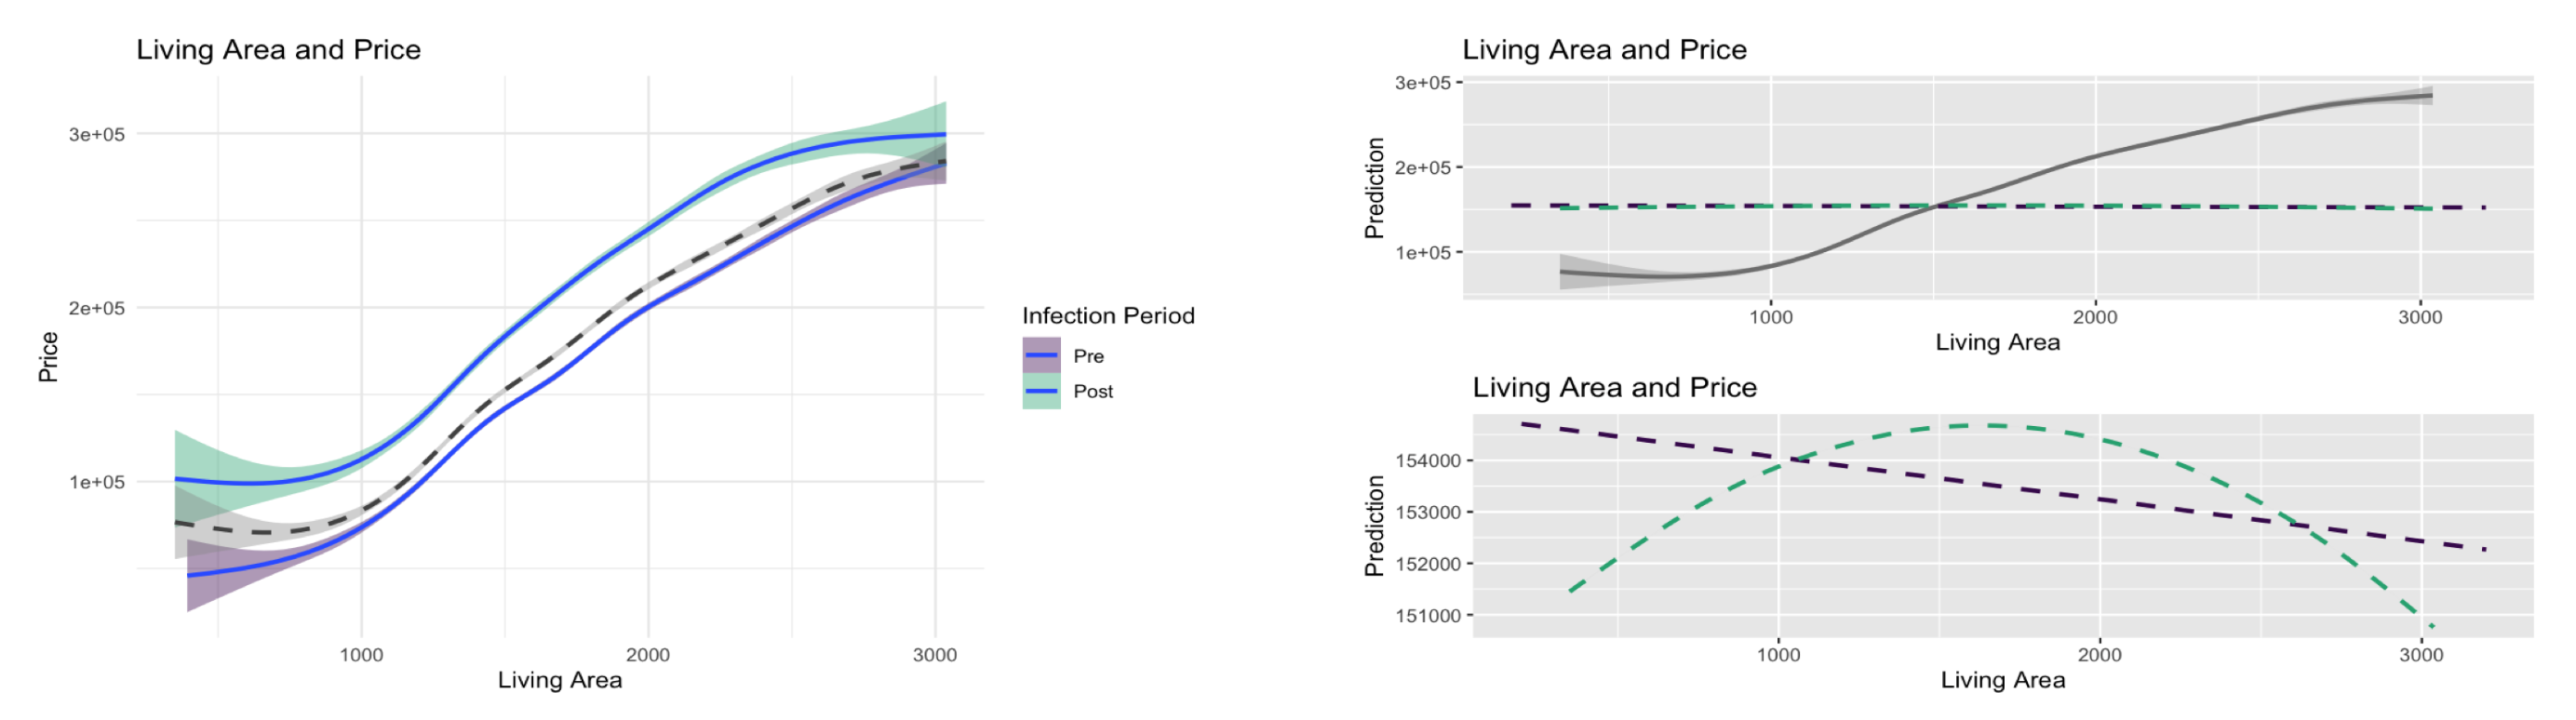 Living Area and Price
Price
3e+05
2e+05
1e+05
1000 2000 3000
Living Area
Infection Period
Pre
Post
Living Area and Price
Prediction
3e+05
2e+05
1e+05
1000 2000 3000
Living Area
Living Area and Price
Prediction
154000
153000
152000
151000
1000 2000 3000
Living Area